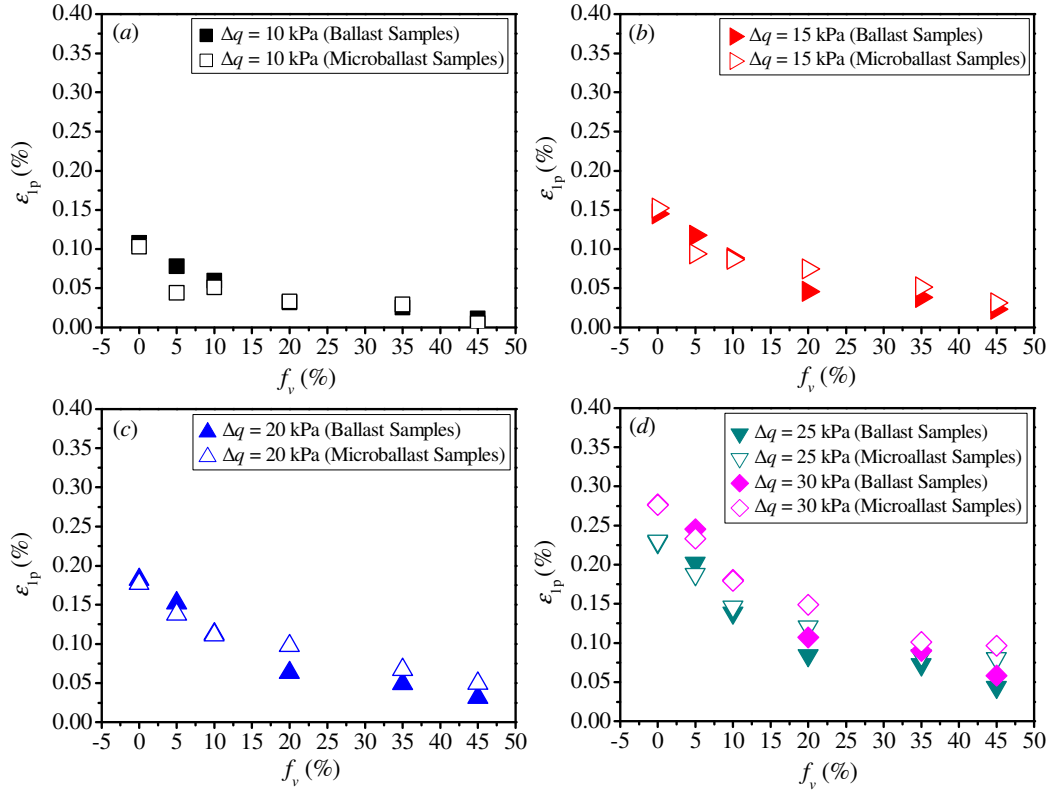 (a)
Δq = 10 kPa (Ballast Samples)
Δq = 10 kPa (Microballast Samples)
0.40
0.35
0.30
0.25
0.20
0.15
0.10
0.05
0.00
ε1p (%)
-5 0 5 10 15 20 25 30 35 40 45 50
fv (%)
(b)
Δq = 15 kPa (Ballast Samples)
Δq = 15 kPa (Microballast Samples)
0.40
0.35
0.30
0.25
0.20
0.15
0.10
0.05
0.00
ε1p (%)
-5 0 5 10 15 20 25 30 35 40 45 50
fv (%)
(c)
Δq = 20 kPa (Ballast Samples)
Δq = 20 kPa (Microballast Samples)
0.40
0.35
0.30
0.25
0.20
0.15
0.10
0.05
0.00
ε1p (%)
-5 0 5 10 15 20 25 30 35 40 45 50
fv (%)
(d)
Δq = 25 kPa (Ballast Samples)
Δq = 25 kPa (Microallast Samples)
Δq = 30 kPa (Ballast Samples)
Δq = 30 kPa (Microallast Samples)
0.40
0.35
0.30
0.25
0.20
0.15
0.10
0.05
0.00
ε1p (%)
-5 0 5 10 15 20 25 30 35 40 45 50
fv (%)